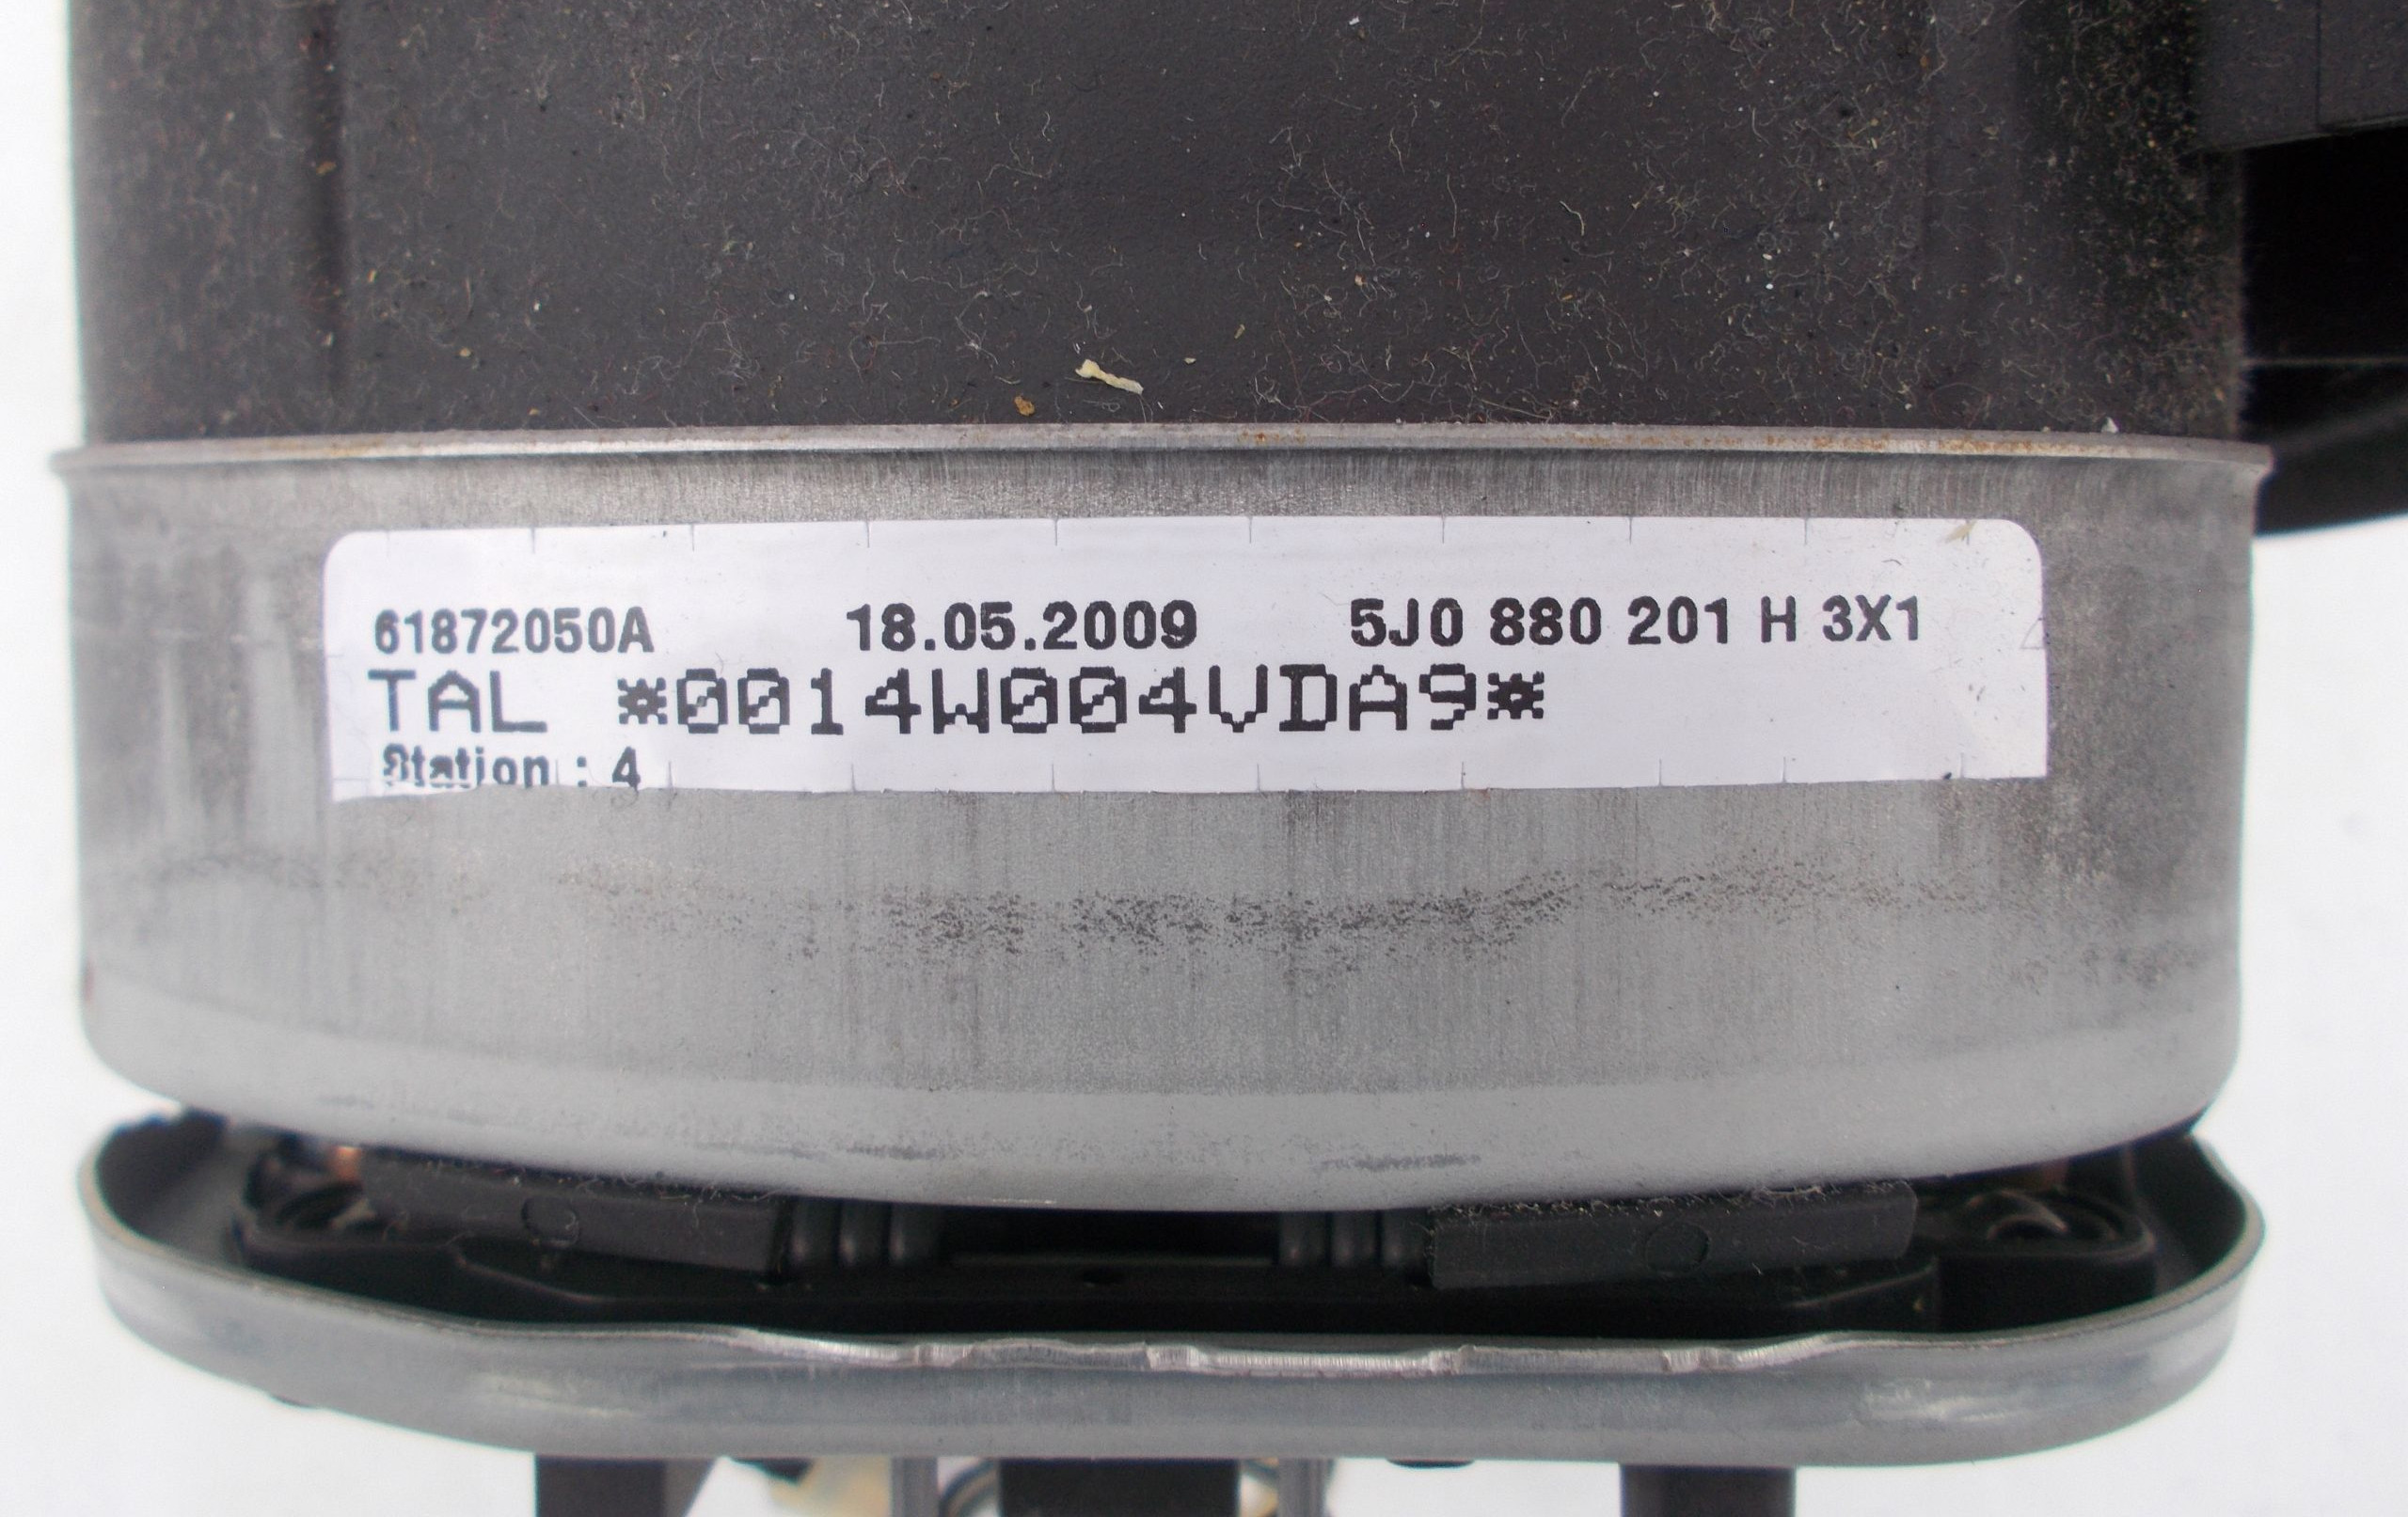 61872050A 18.05.2009 5J0 880 201 H 3X1
TAL *0014W004VDA9*
Station : 4